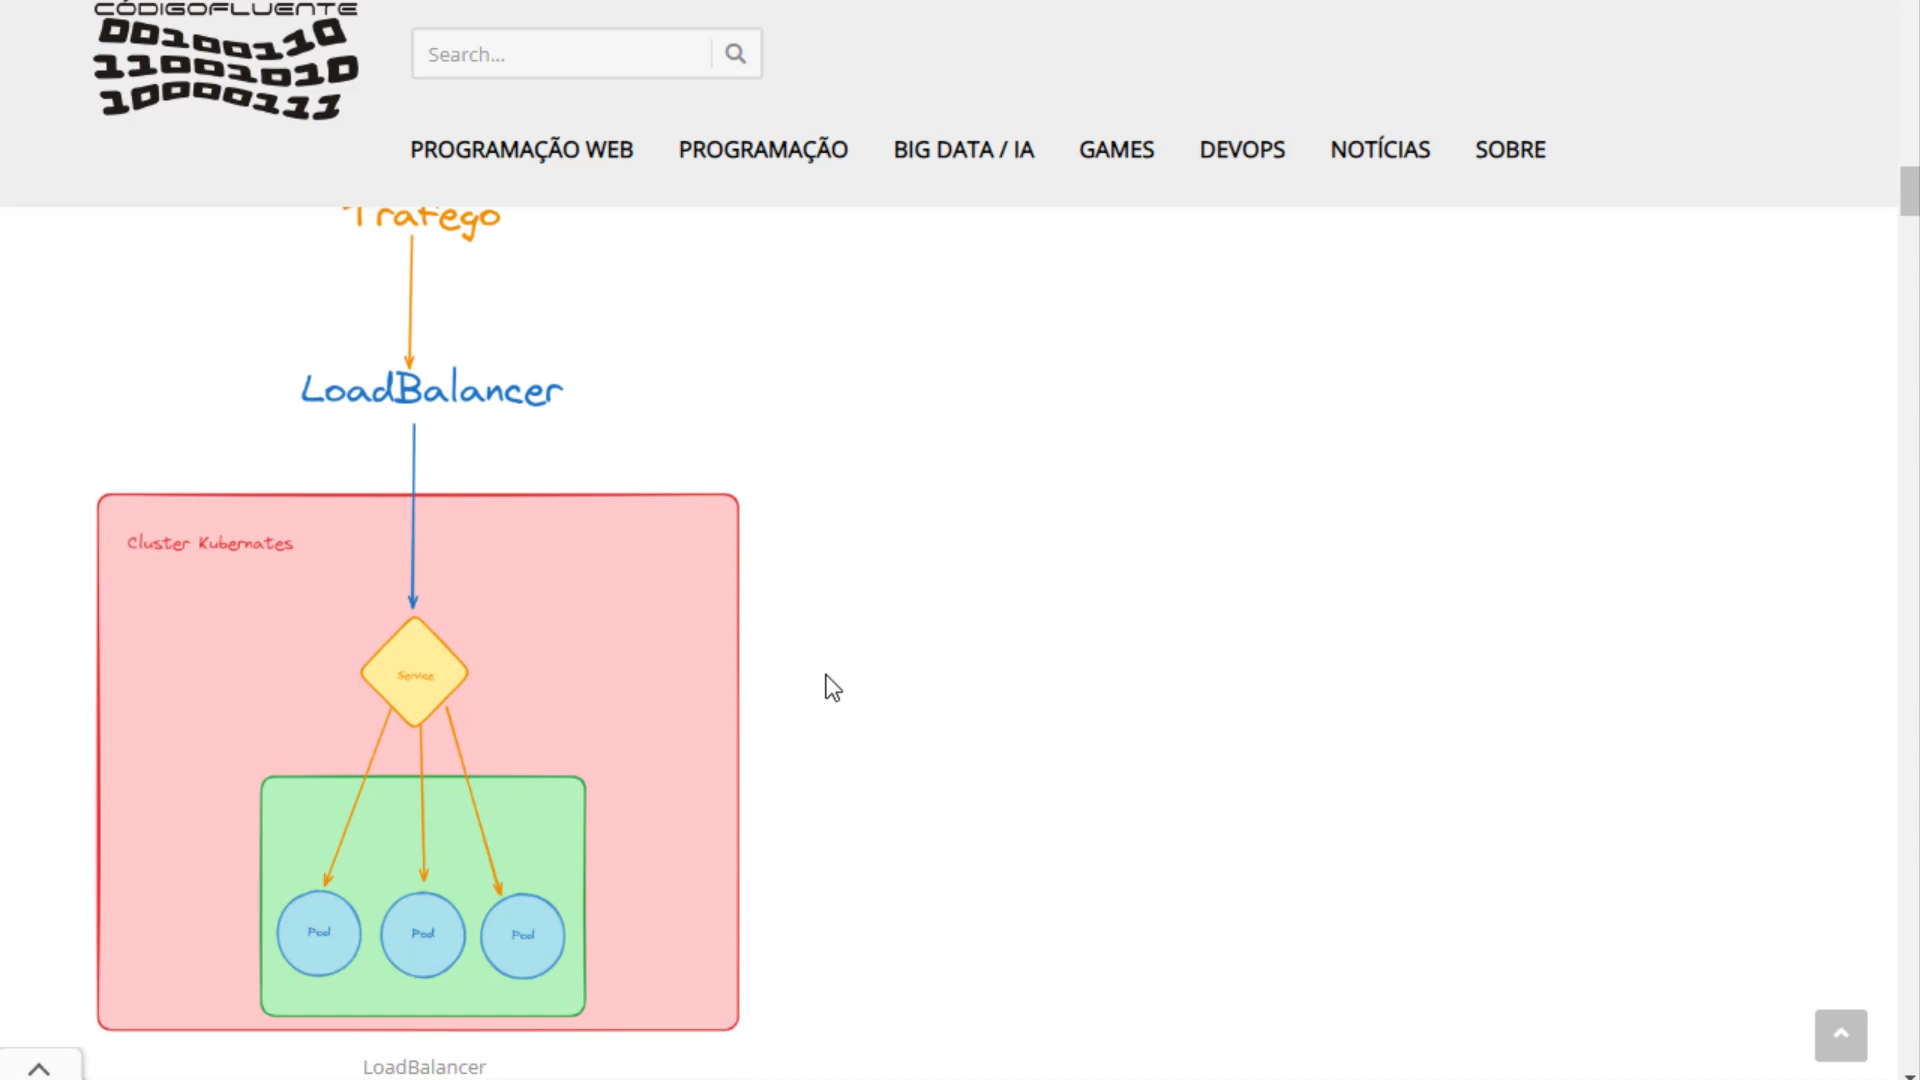 CÓDIGOFLUENTE
00100110
11001010
10000111
Search...
PROGRAMAÇÃO WEB PROGRAMAÇÃO BIG DATA / IA GAMES DEVOPS NOTÍCIAS SOBRE
Trafego
LoadBalancer
Cluster Kubernates
Service
Pod Pod Pod
LoadBalancer